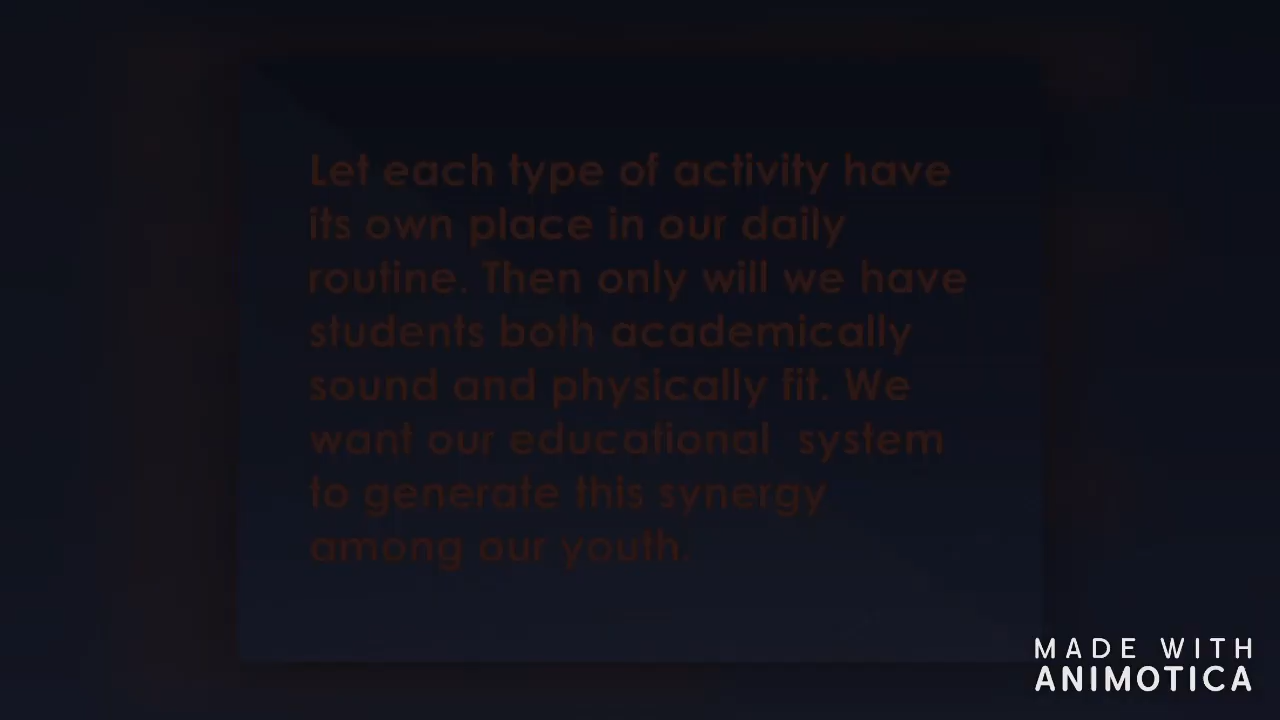 Let each type of activity have
its own place in our daily
routine. Then only will we have
students both academically
sound and physically fit. We
want our educational  system
to generate this synergy
among our youth.
MADE WITH
ANIMOTICA